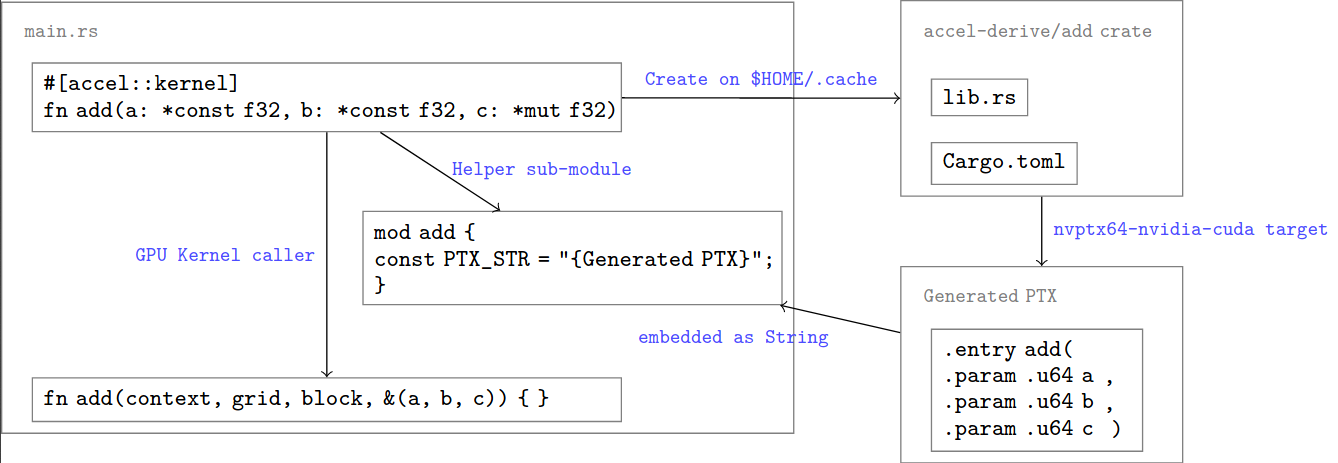 main.rs
#[accel::kernel]
fn add(a: *const f32, b: *const f32, c: *mut f32)
Create on $HOME/.cache
accel-derive/add crate
lib.rs
Cargo.toml
Helper sub-module
mod add {
const PTX_STR = "{Generated PTX}";
}
GPU Kernel caller
nvptx64-nvidia-cuda target
Generated PTX
.entry add(
.param .u64 a ,
.param .u64 b ,
.param .u64 c )
embedded as String
fn add(context, grid, block, &(a, b, c)) { }